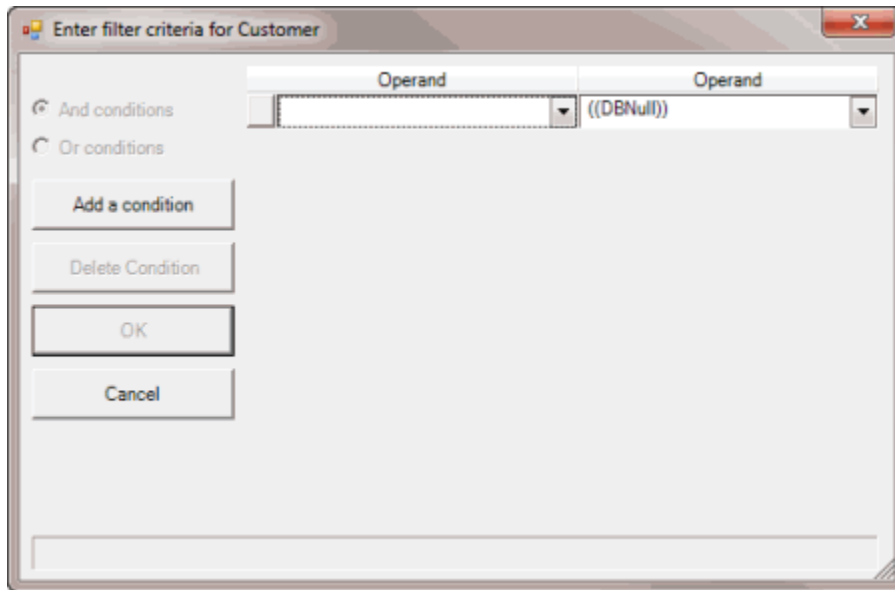 Enter filter criteria for Customer
Operand Operand
And conditions
((DBNull))
Or conditions
Add a condition
Delete Condition
OK
Cancel